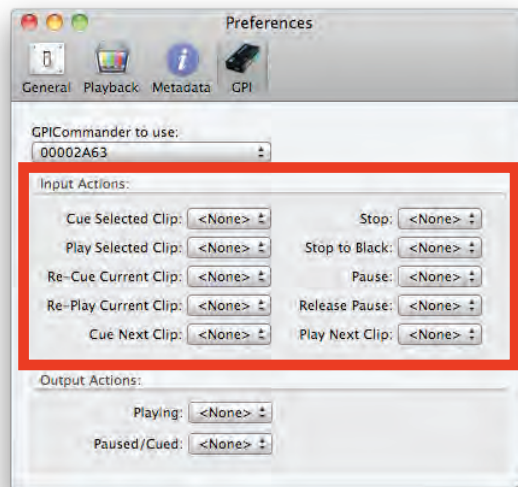 Preferences
General Playback Metadata GPI
GPICommander to use:
00002A63
Input Actions:
Cue Selected Clip: <None> Stop: <None>
Play Selected Clip: <None> Stop to Black: <None>
Re-Cue Current Clip: <None> Pause: <None>
Re-Play Current Clip: <None> Release Pause: <None>
Cue Next Clip: <None> Play Next Clip: <None>
Output Actions:
Playing: <None>
Paused/Cued: <None>